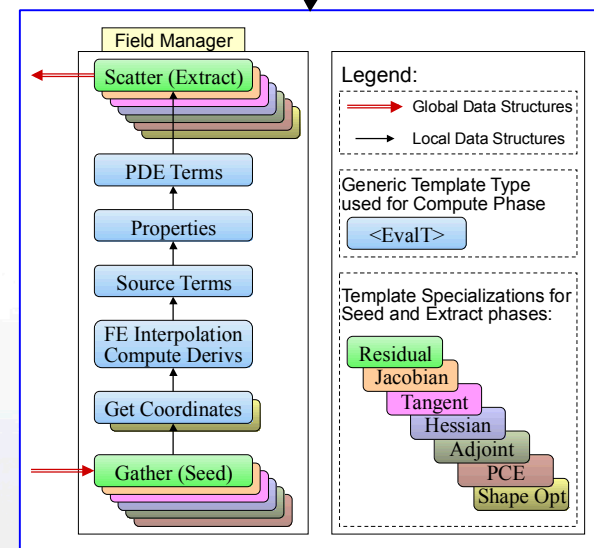 Field Manager
Scatter (Extract)
PDE Terms
Properties
Source Terms
FE Interpolation
Compute Derivs
Get Coordinates
Gather (Seed)
Legend:
Global Data Structures
Local Data Structures
Generic Template Type
used for Compute Phase
<EvalT>
Template Specializations for
Seed and Extract phases:
Residual
Jacobian
Tangent
Hessian
Adjoint
PCE
Shape Opt